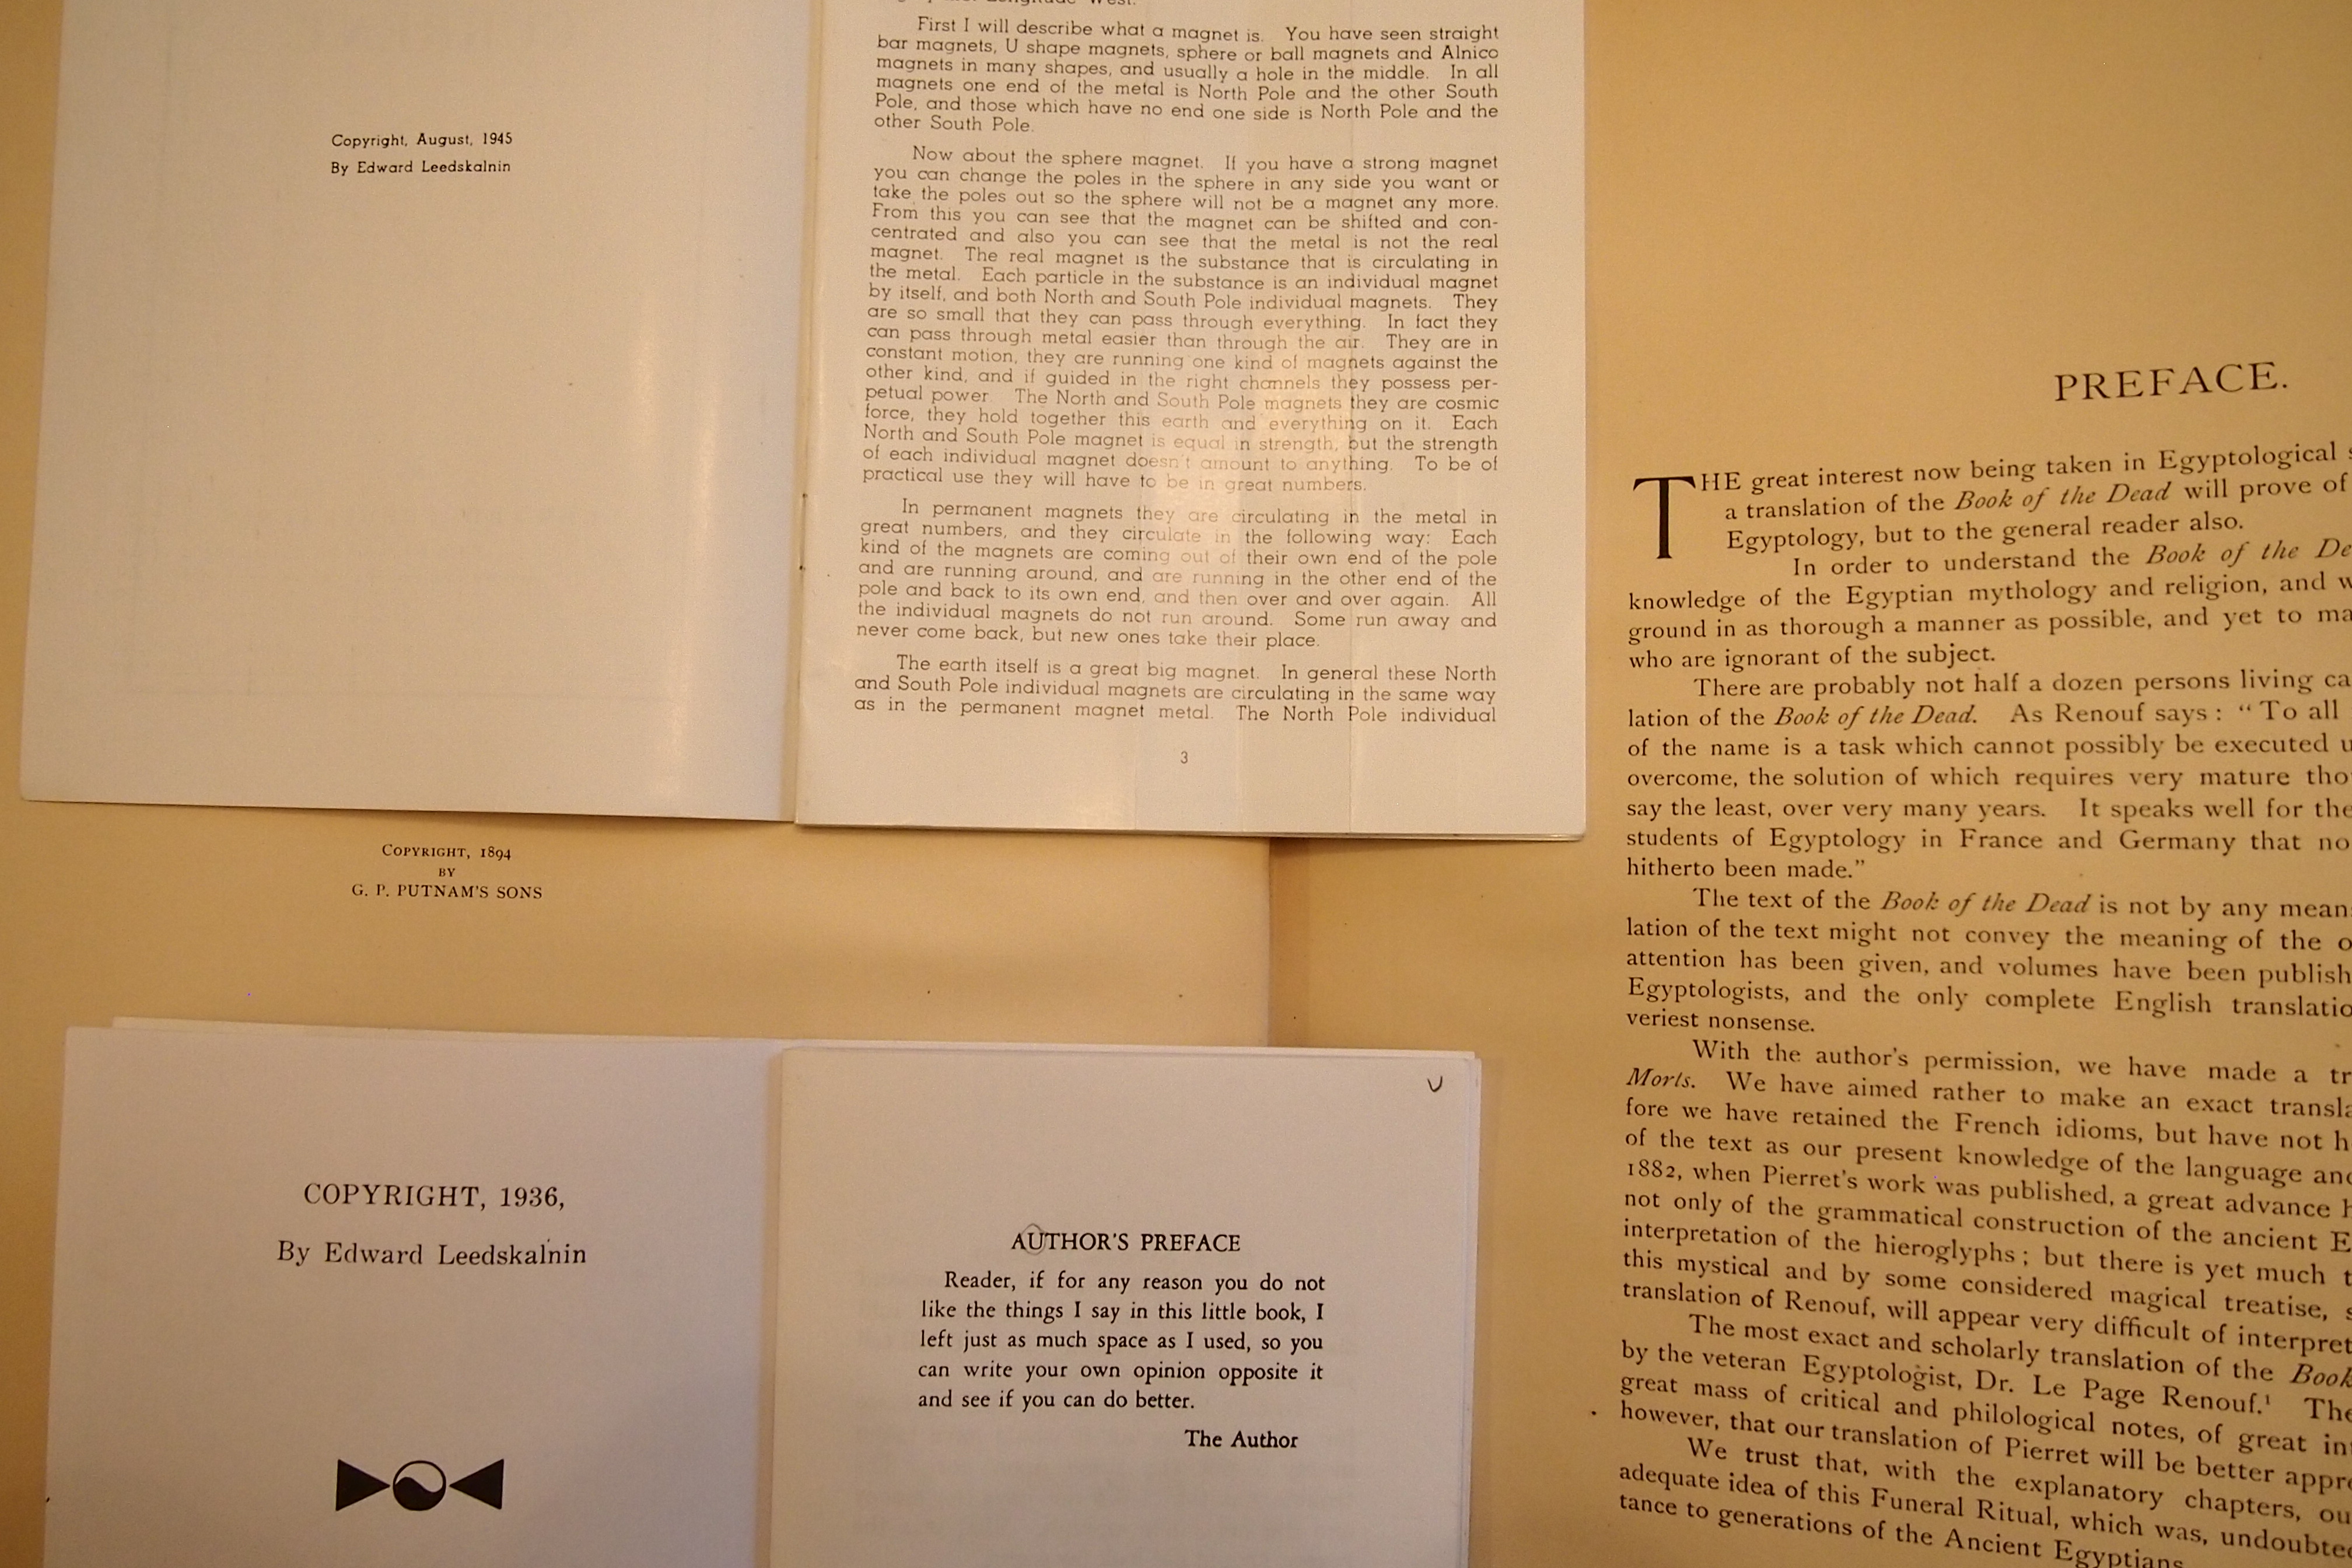 Copyright, August, 1945
By Edward Leedskalnin
West.
First I will describe what a magnet is. You have seen straight
bar magnets, U shape magnets, sphere or ball magnets and Alnico
magnets in many shapes, and usually a hole in the middle. In all
magnets one end of the metal is North Pole and the other South
Pole, and those which have no end one side is North Pole and the
other South Pole.
Now about the sphere magnet. If you have a strong magnet
you can change the poles in the sphere in any side you want or
take the poles out so the sphere will not be a magnet any more.
From this you can see that the magnet can be shifted and con-
centrated and also you can see that the metal is not the real
magnet. The real magnet is the substance that is circulating in
the metal. Each particle in the substance is an individual magnet
by itself, and both North and South Pole individual magnets. They
are so small that they can pass through everything. In fact they
can pass through metal easier than through the air. They are in
constant motion, they are running one kind of magnets against the
other kind, and if guided in the right channels they possess per-
petual power. The North and South Pole magnets they are cosmic
force, they hold together this earth and everything on it. Each
North and South Pole magnet is equal in strength, but the strength
of each individual magnet doesn't amount to anything. To be of
practical use they will have to be in great numbers.
In permanent magnets they are circulating in the metal in
great numbers, and they circulate in the following way: Each
kind of the magnets are coming out of their own end of the pole
and are running around, and are running in the other end of the
pole and back to its own end, and then over and over again. All
the individual magnets do not run around. Some run away and
never come back, but new ones take their place.
The earth itself is a great big magnet. In general these North
and South Pole individual magnets are circulating in the same way
as in the permanent magnet metal. The North Pole individual
3
COPYRIGHT, 1894
BY
G. P. PUTNAM'S SONS
COPYRIGHT, 1936,
By Edward Leedskalnin
AUTHOR'S PREFACE
Reader, if for any reason you do not
like the things I say in this little book, I
left just as much space as I used, so you
can write your own opinion opposite it
and see if you can do better.
The Author
PREFACE.
THE great interest now being taken in Egyptological
a translation of the Book of the Dead will prove of
Egyptology, but to the general reader also.
In order to understand the Book of the
knowledge of the Egyptian mythology and religion, and
ground in as thorough a manner as possible, and yet to
who are ignorant of the subject.
There are probably not half a dozen persons living
lation of the Book of the Dead. As Renouf says: "To all
of the name is a task which cannot possibly be executed
overcome, the solution of which requires very mature
say the least, over very many years. It speaks well for the
students of Egyptology in France and Germany that no
hitherto been made."
The text of the Book of the Dead is not by any
lation of the text might not convey the meaning of the
attention has been given, and volumes have been
Egyptologists, and the only complete English
veriest nonsense.
With the author's permission, we have made a
Morts. We have aimed rather to make an exact
fore we have retained the French idioms, but have not
of the text as our present knowledge of the language
1882, when Pierret's work was published, a great advance
not only of the grammatical construction of the ancient
interpretation of the hieroglyphs; but there is yet much
this mystical and by some considered magical treatise,
translation of Renouf, will appear very difficult of
The most exact and scholarly translation of the Book
by the veteran Egyptologist, Dr. Le Page Renouf.¹
great mass of critical and philological notes, of great
however, that our translation of Pierret will be better
We trust that, with the explanatory chapters,
adequate idea of this Funeral Ritual, which was,
tance to generations of the Ancient Egyptians